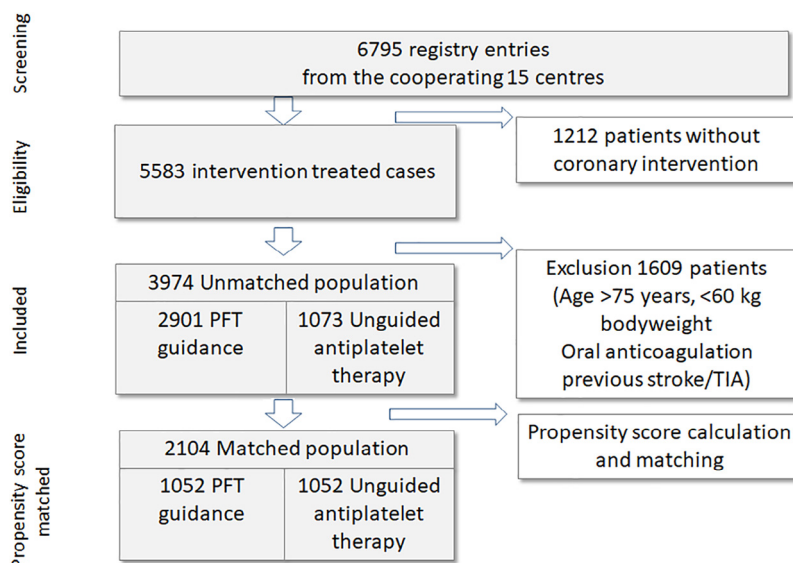 Screening
6795 registry entries
from the cooperating 15 centres
1212 patients without
coronary intervention
Eligibility
5583 intervention treated cases
Included
3974 Unmatched population
2901 PFT
guidance
1073 Unguided
antiplatelet
therapy
Exclusion 1609 patients
(Age >75 years, <60 kg
bodyweight
Oral anticoagulation
previous stroke/TIA)
Propensity score
matched
2104 Matched population
1052 PFT
guidance
1052 Unguided
antiplatelet
therapy
Propensity score calculation
and matching